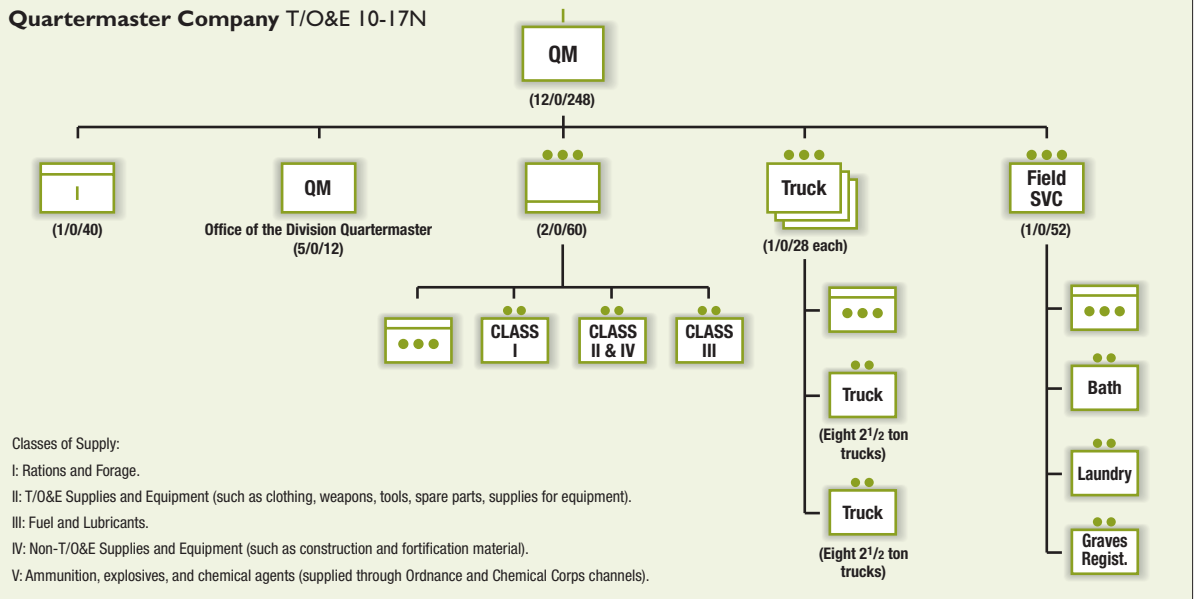 Quartermaster Company T/O&E 10-17N
QM
(12/0/248)
I
(1/0/40)
QM
Office of the Division Quartermaster
(5/0/12)
(2/0/60)
Truck
(1/0/28 each)
Field
SVC
(1/0/52)
CLASS
I
CLASS
II & IV
CLASS
III
Truck
(Eight 2 1/2 ton
trucks)
Truck
(Eight 2 1/2 ton
trucks)
Bath
Laundry
Graves
Regist.
Classes of Supply:
I: Rations and Forage.
II: T/O&E Supplies and Equipment (such as clothing, weapons, tools, spare parts, supplies for equipment).
III: Fuel and Lubricants.
IV: Non-T/O&E Supplies and Equipment (such as construction and fortification material).
V: Ammunition, explosives, and chemical agents (supplied through Ordnance and Chemical Corps channels).